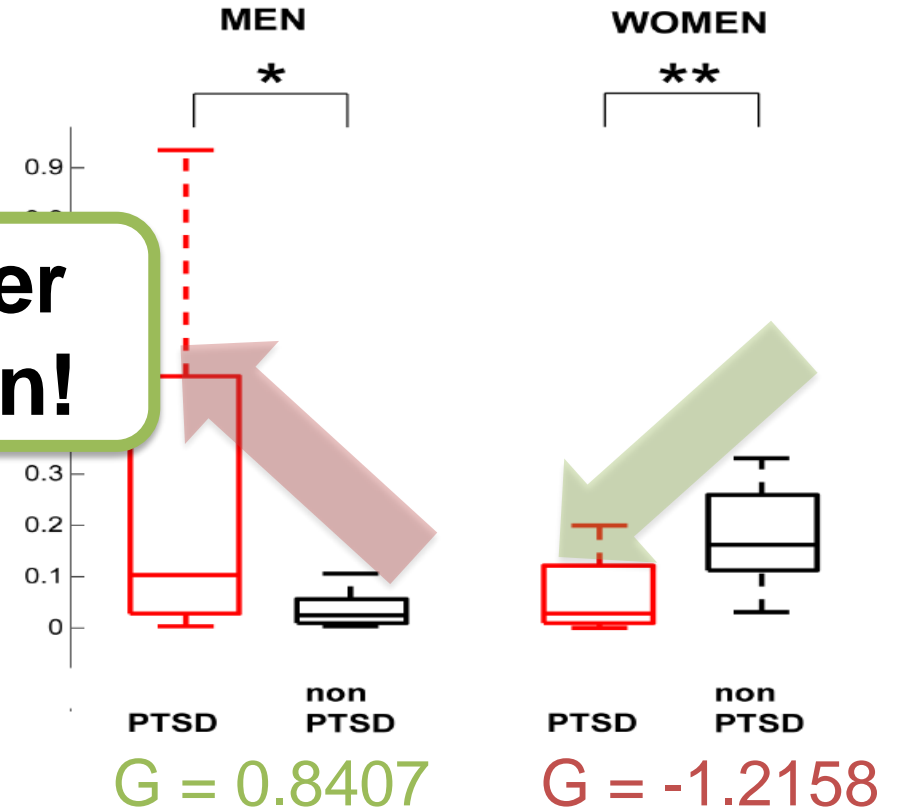 MEN WOMEN
* **
0.9
0.3
0.2
0.1
0
PTSD non PTSD PTSD non PTSD
G = 0.8407 G = -1.2158